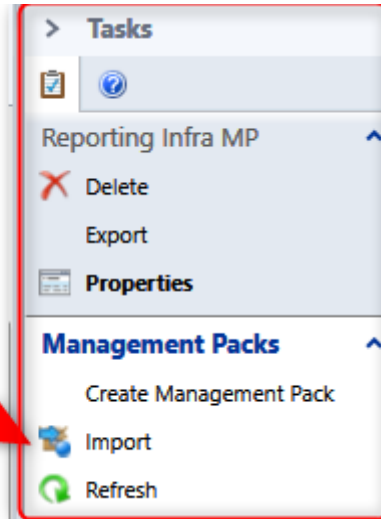 Tasks
Reporting Infra MP
Delete
Export
Properties
Management Packs
Create Management Pack
Import
Refresh